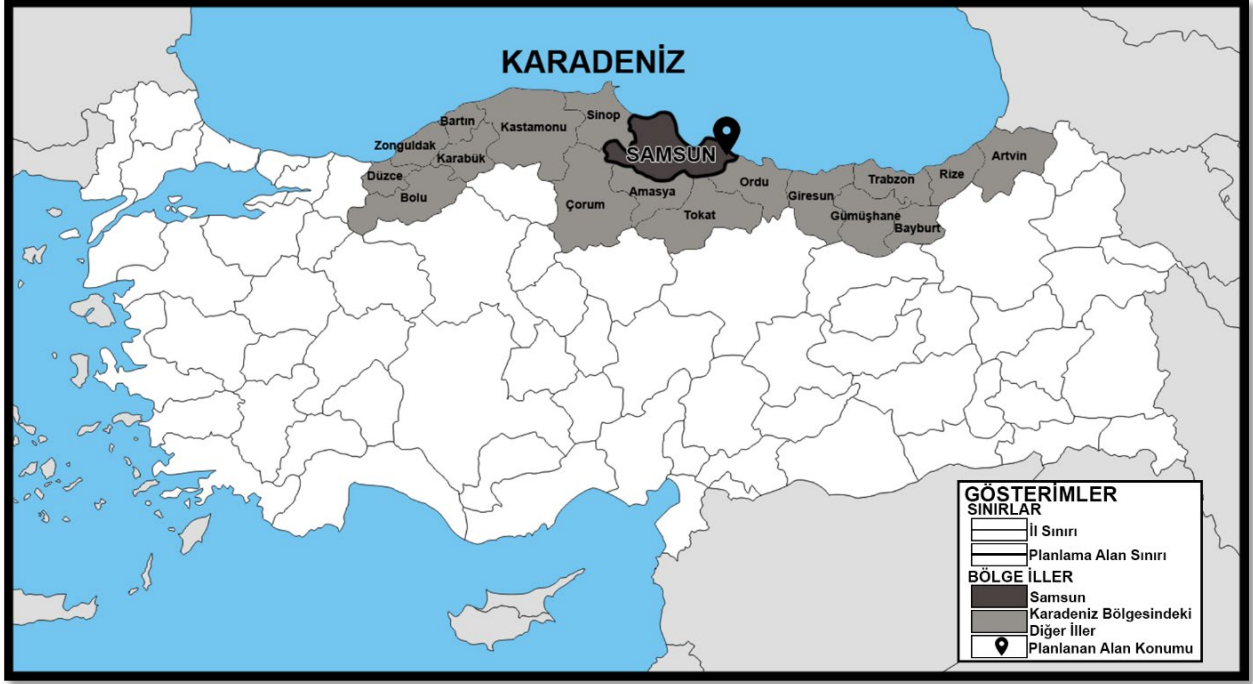 KARADENİZ
Sinop
Bartın
Kastamonu
Zonguldak
Karabük
SAMSUN
Artvin
Düzce
Bolu
Amasya
Ordu
Trabzon
Rize
Çorum
Giresun
Tokat
Gümüşhane
Bayburt
GÖSTERİMLER
SINIRLAR
İl Sınırı
Planlama Alan Sınırı
BÖLGE İLLER
Samsun
Karadeniz Bölgesindeki
Diğer İller
Planlanan Alan Konumu